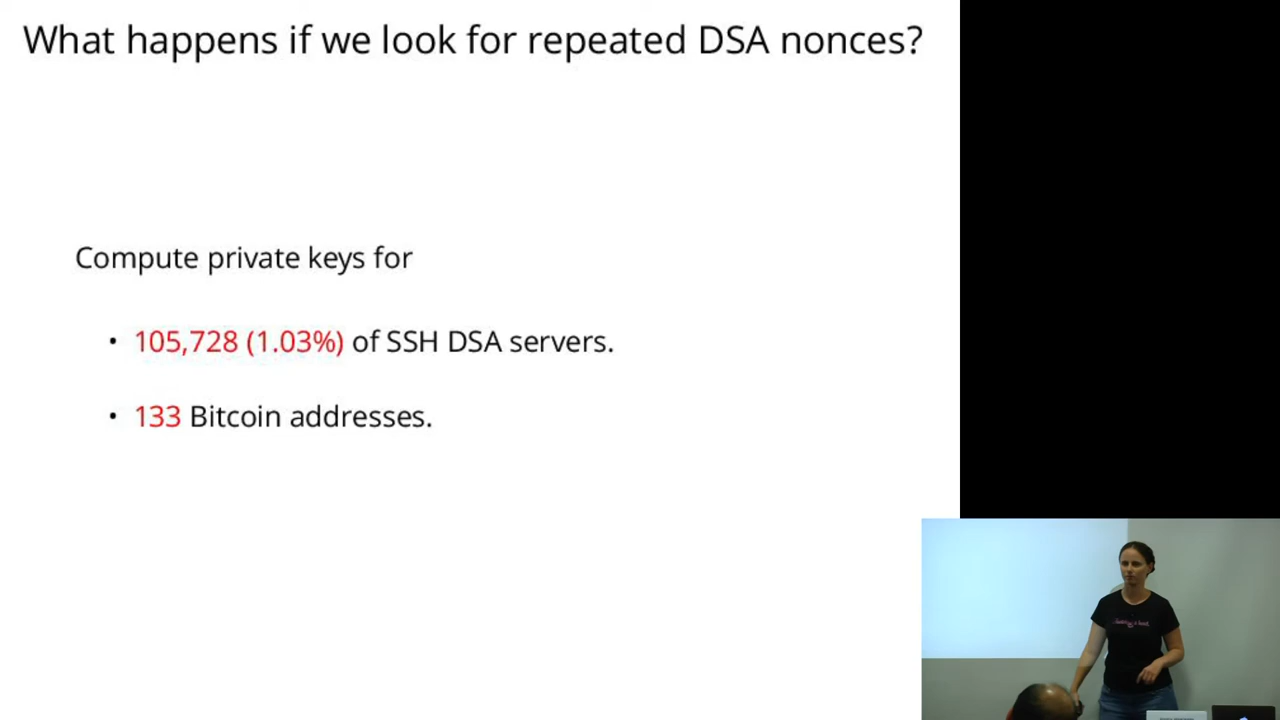 What happens if we look for repeated DSA nonces?
Compute private keys for
• 105,728 (1.03%) of SSH DSA servers.
• 133 Bitcoin addresses.